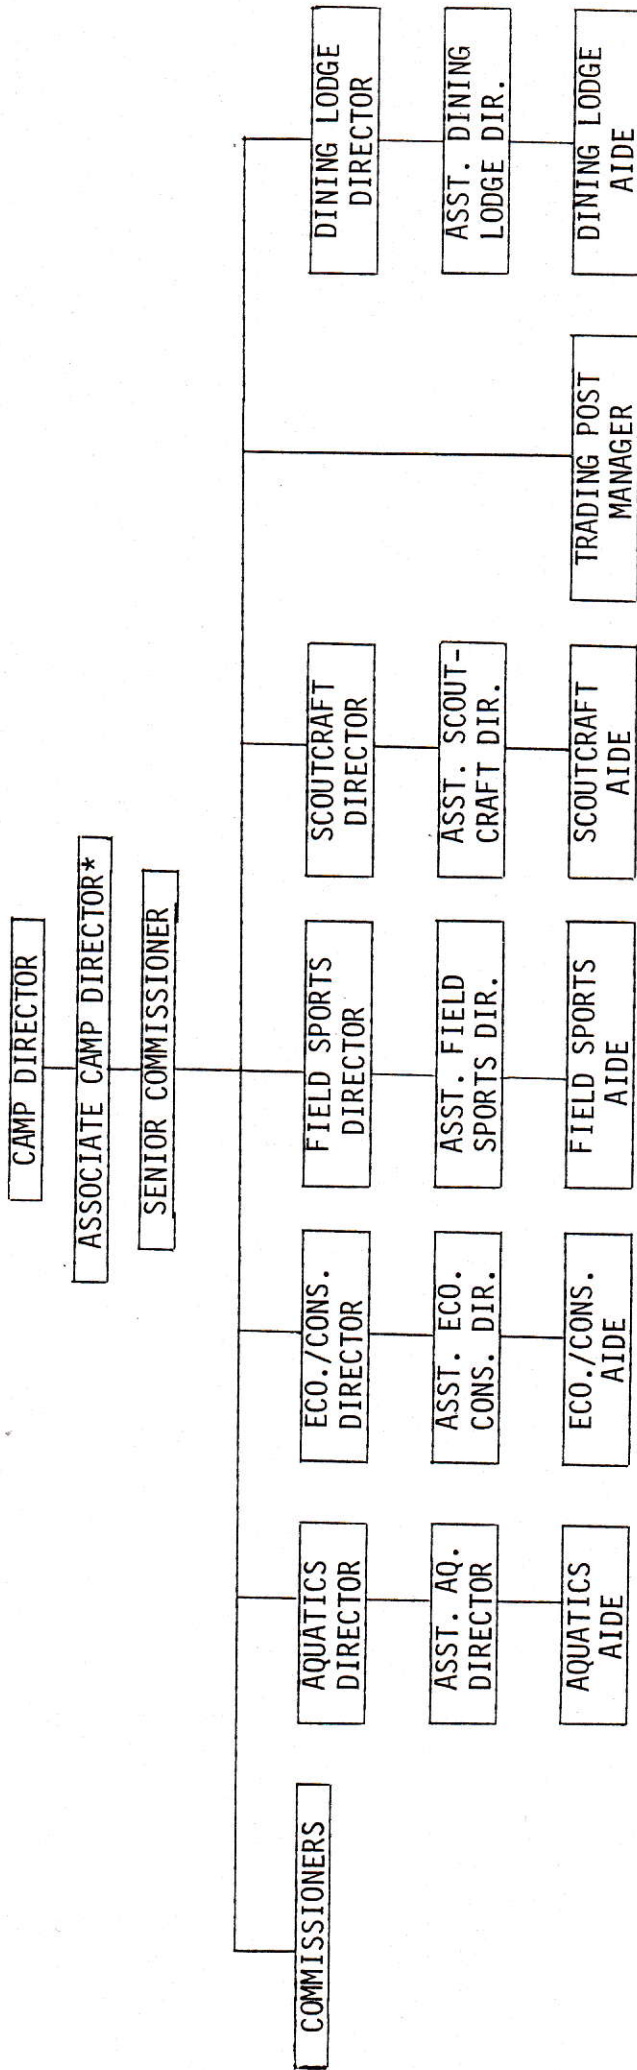 CAMP DIRECTOR
ASSOCIATE CAMP DIRECTOR*
SENIOR COMMISSIONER
COMMISSIONERS
AQUATICS
DIRECTOR
ECO./CONS.
DIRECTOR
FIELD SPORTS
DIRECTOR
SCOUTCRAFT
DIRECTOR
DINING LODGE
DIRECTOR
ASST. AQ.
DIRECTOR
ASST. ECO.
CONS. DIR.
ASST. FIELD
SPORTS DIR.
ASST. SCOUT-
CRAFT DIR.
ASST. DINING
LODGE DIR.
AQUATICS
AIDE
ECO./CONS.
AIDE
FIELD SPORTS
AIDE
SCOUTCRAFT
AIDE
TRADING POST
MANAGER
DINING LODGE
AIDE